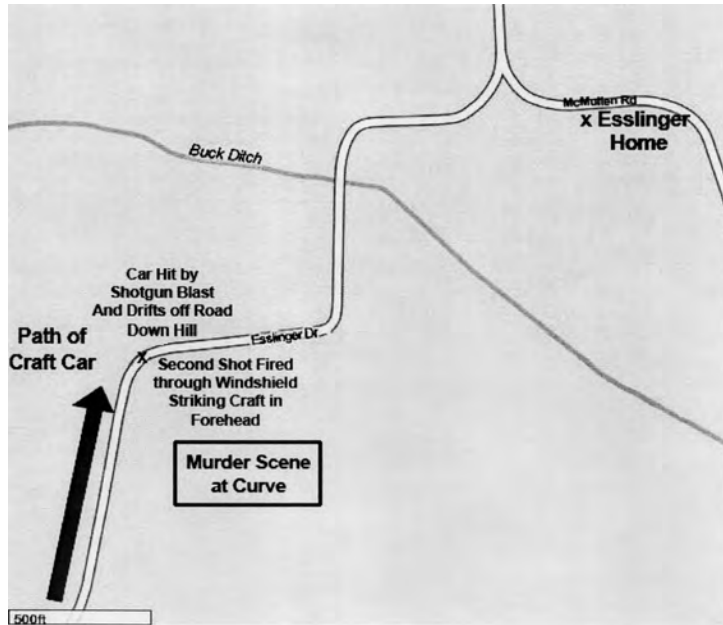 McMullen Rd
x Esslinger
Home
Buck Ditch
Car Hit by
Shotgun Blast
And Drifts off Road
Down Hill
Path of
Craft Car
Esslinger Dr
x
Second Shot Fired
through Windshield
Striking Craft in
Forehead
Murder Scene
at Curve
500ft